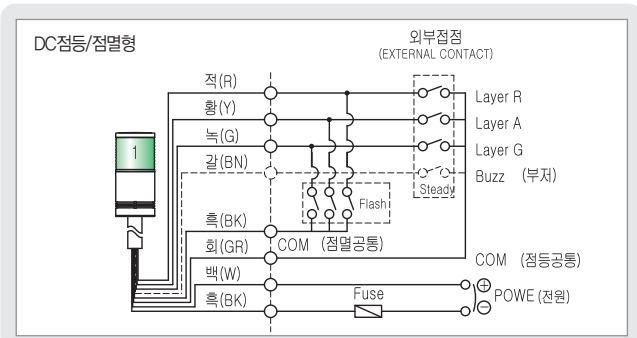 DC점등/점멸형
외부접점
(EXTERNAL CONTACT)
적(R)
Layer R
황(Y)
Layer A
녹(G)
Layer G
갈(BN)
Buzz (부저)
Steady
Flash
1
흑(BK)
COM (점멸공통)
회(GR)
COM (점등공통)
백(W)
Fuse
POWE (전원)
흑(BK)